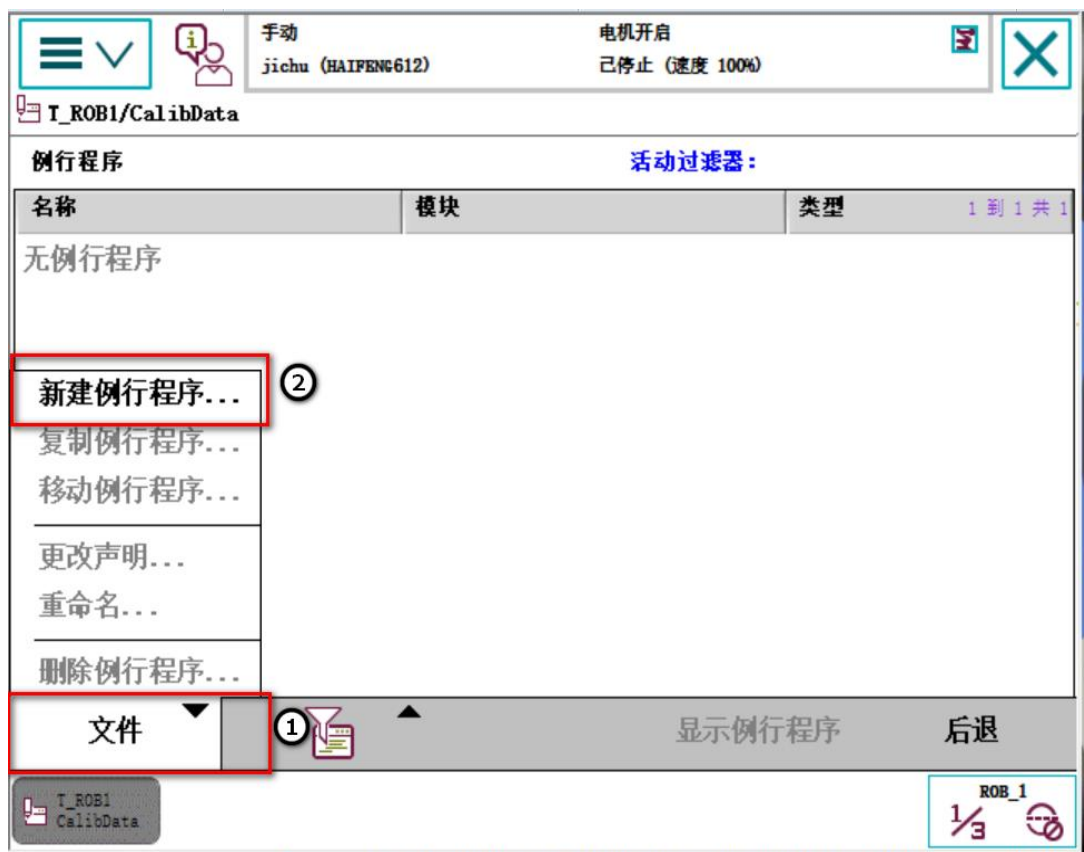 手动 电机开启
jichu (HAIFENG612) 已停止 (速度 100%)
T_ROB1/CalibData
例行程序 活动过滤器:
名称 模块 类型 1 到 1 共 1
无例行程序
新建例行程序... ②
复制例行程序...
移动例行程序...
更改声明...
重命名...
删除例行程序...
文件 ① 显示例行程序 后退
T_ROB1
CalibData
ROB_1
1/3